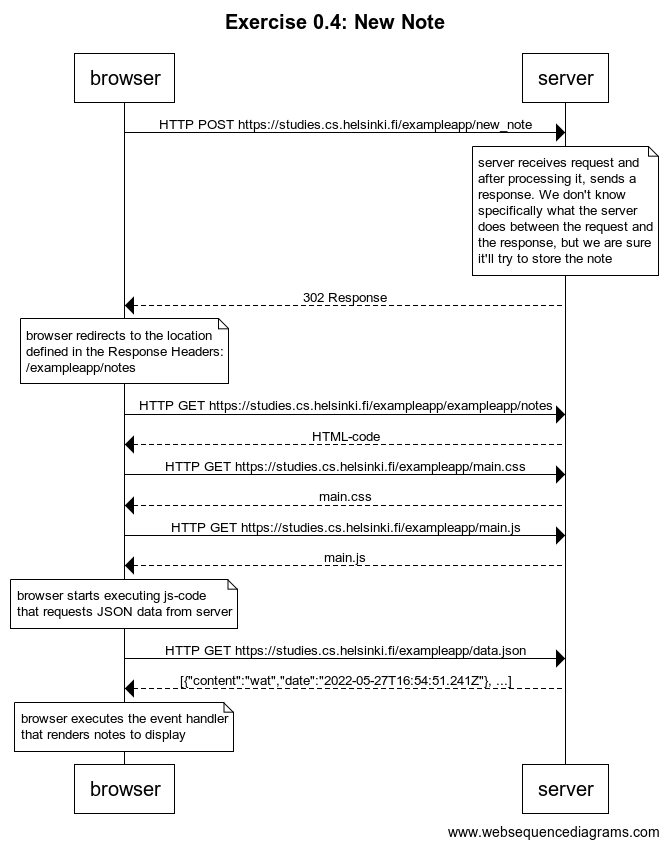 Exercise 0.4: New Note
browser
server
HTTP POST https://studies.cs.helsinki.fi/exampleapp/new_note
server receives request and
after processing it, sends a
response. We don't know
specifically what the server
does between the request and
the response, but we are sure
it'll try to store the note
302 Response
browser redirects to the location
defined in the Response Headers:
/exampleapp/notes
HTTP GET https://studies.cs.helsinki.fi/exampleapp/exampleapp/notes
HTML-code
HTTP GET https://studies.cs.helsinki.fi/exampleapp/main.css
main.css
HTTP GET https://studies.cs.helsinki.fi/exampleapp/main.js
main.js
browser starts executing js-code
that requests JSON data from server
HTTP GET https://studies.cs.helsinki.fi/exampleapp/data.json
[{"content":"wat","date":"2022-05-27T16:54:51.241Z"}, ...]
browser executes the event handler
that renders notes to display
browser
server
www.websequencediagrams.com